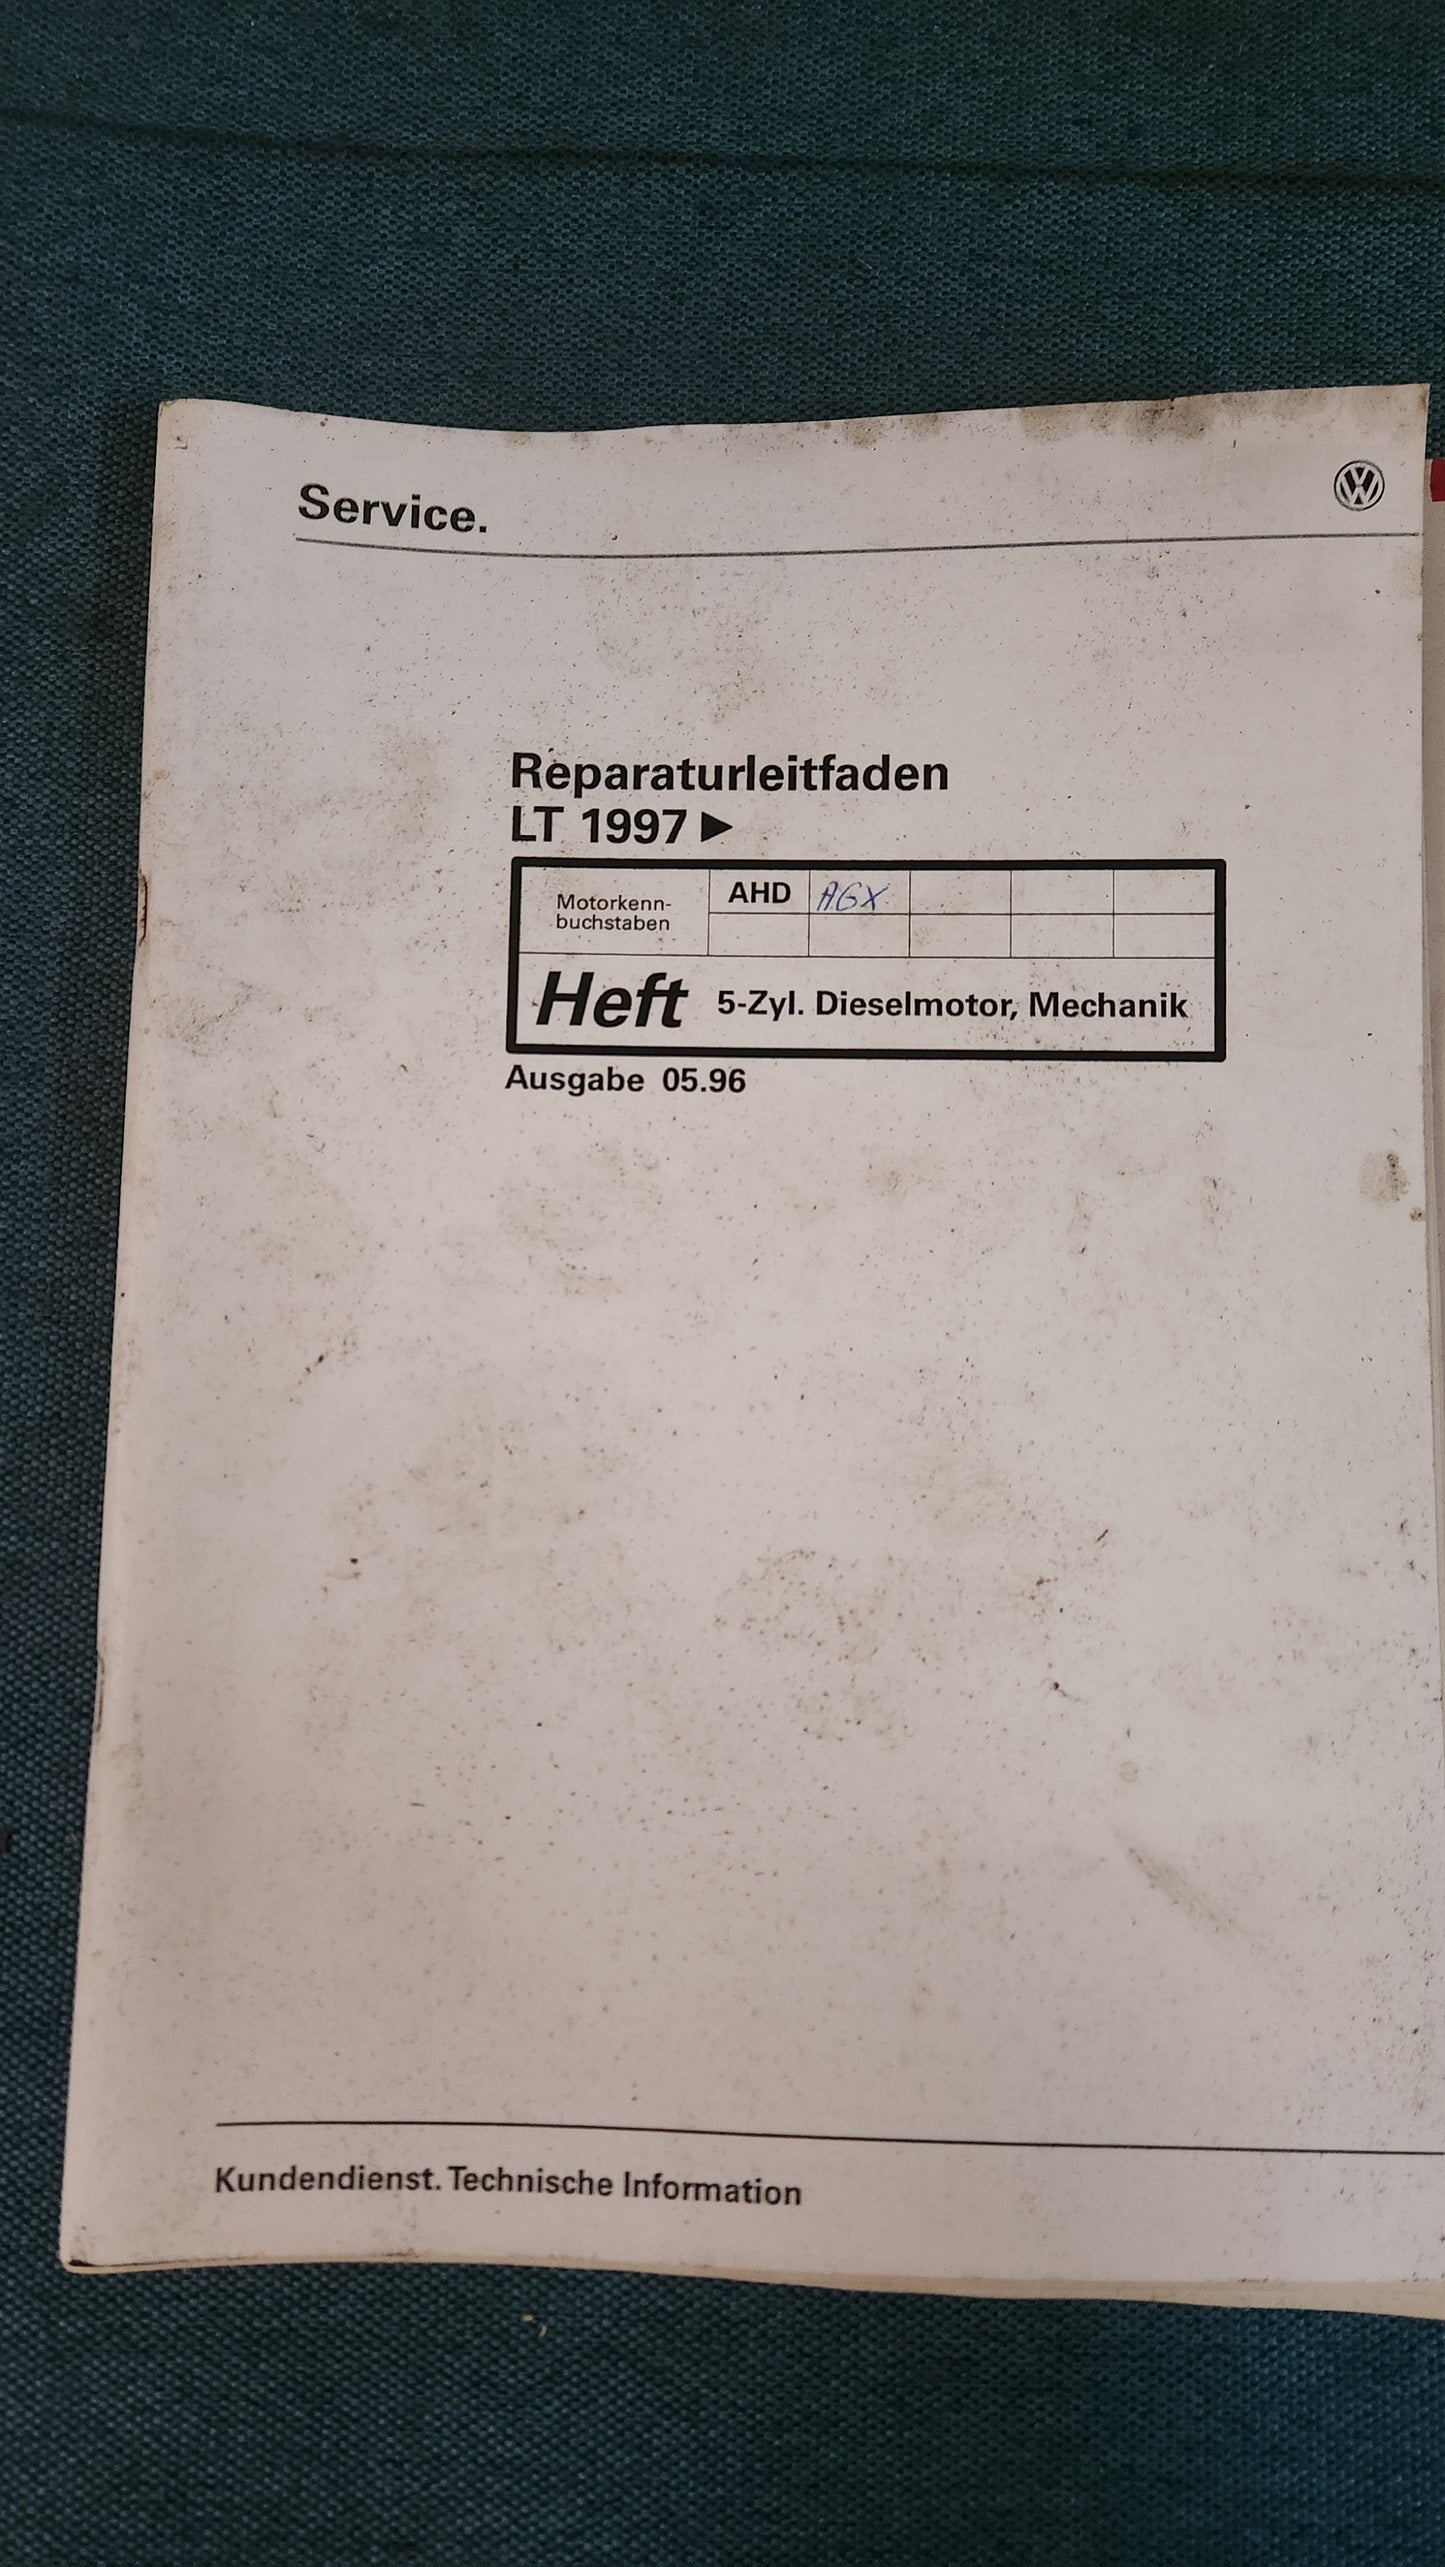 Service.
Reparaturleitfaden
LT 1997 ▶
Motorkenn-
buchstaben
AHD AGX
Heft 5-Zyl. Dieselmotor, Mechanik
Ausgabe 05.96
Kundendienst. Technische Information